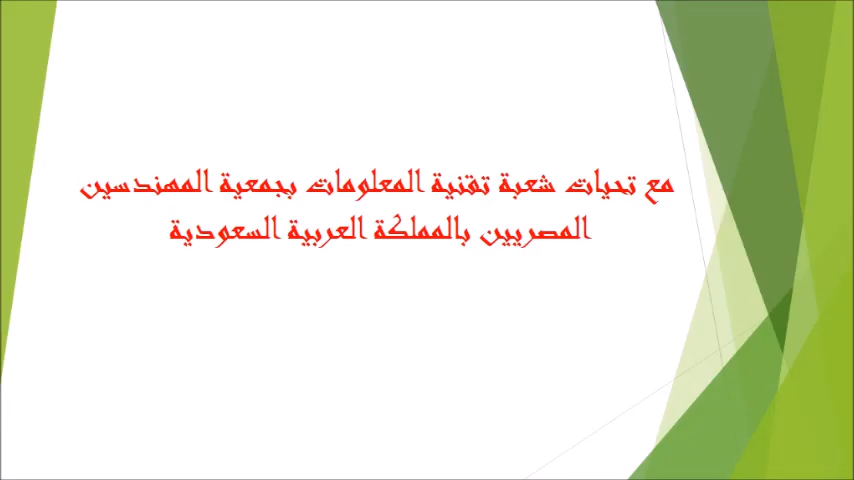 مع تحيات شعبة تقنية المعلومات بجمعية المهندسين
المصريين بالمملكة العربية السعودية